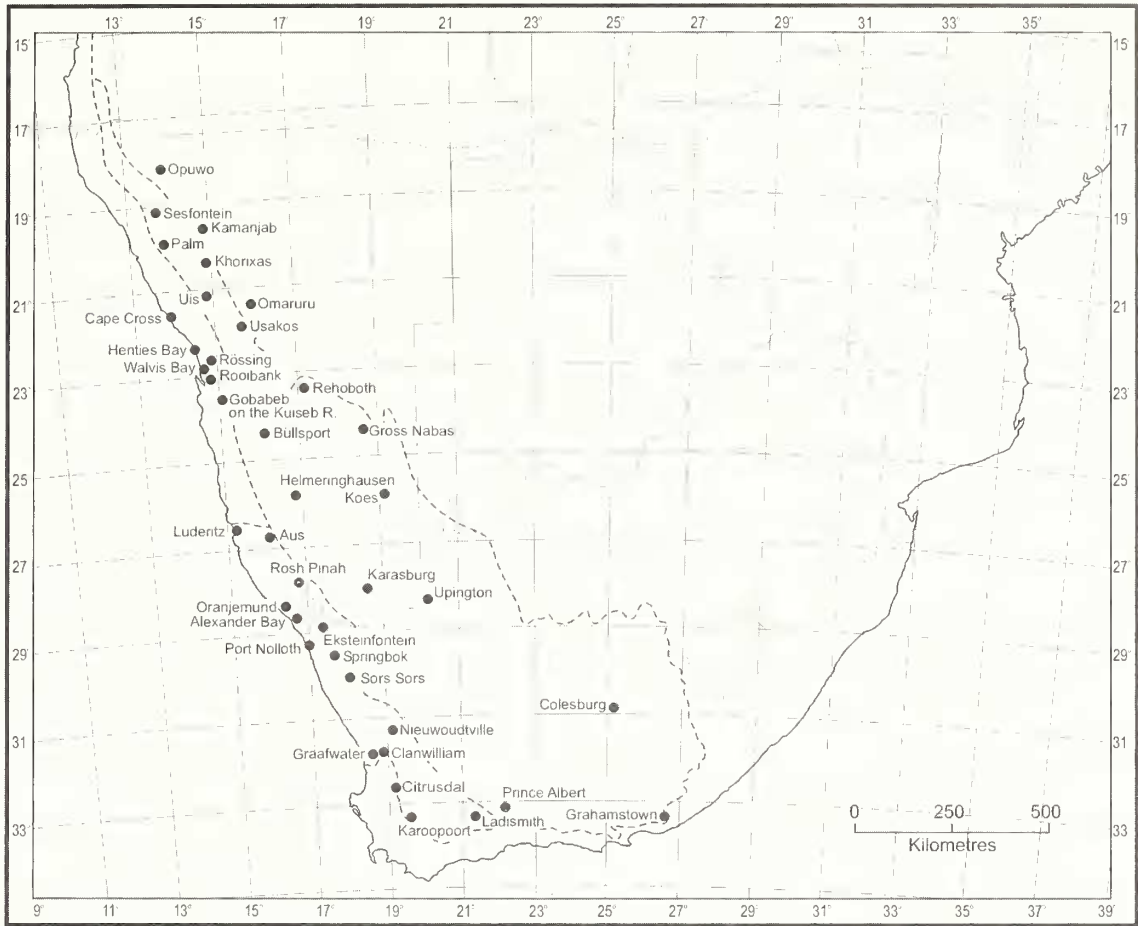 13° 15° 17° 19° 21° 23° 25° 27° 33° 35°
15° 15
17° 17
19° 19
21° 21
23° 23
25° 25
27° 27
29° 29
31° 31
33° 33
Opuwo
Sesfontein
Kamanjab
Palm
Khorixas
Uis
Omaruru
Cape Cross
Usakos
Henties Bay
Rössing
Walvis Bay
Rooibank
Rehoboth
Gobabeb
on the Kuiseb R.
Büllsport
Gross Nabas
Helmeringhausen
Koes
Luderitz
Aus
Rosh Pinah
Karasburg
Upington
Oranjemund
Alexander Bay
Eksteinfontein
Port Nolloth
Springbok
Sors Sors
Colesburg
Nieuwoudtville
Graafwater
Clanwilliam
Citrusdal
Prince Albert
Karoopoort
Ladismith
Grahamstown
0 250 500
Kilometres
9° 11° 13° 15° 17° 19° 21° 23° 25° 27° 29° 31° 33° 35° 37° 39°